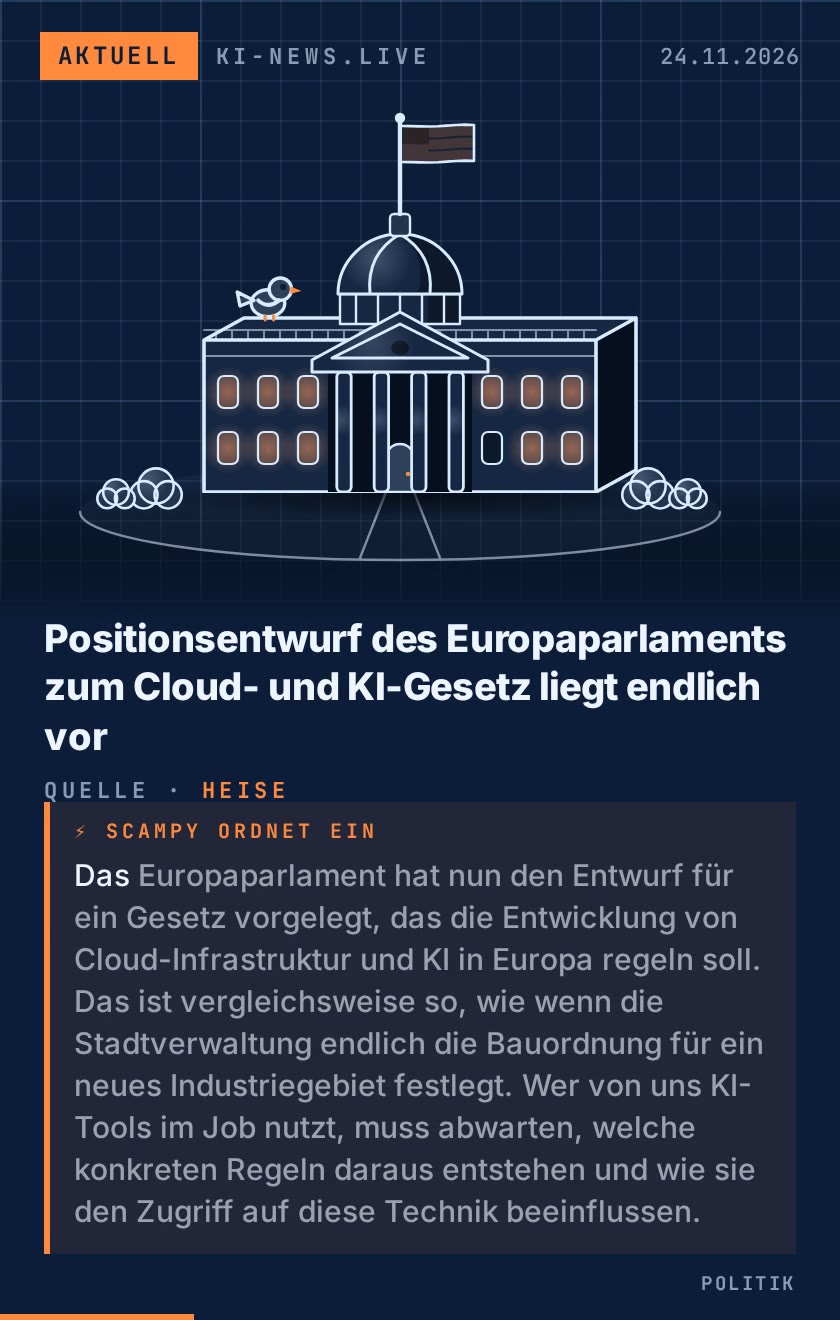 AKTUELL KI-NEWS.LIVE 24.11.2026
Positionsentwurf des Europaparlaments
zum Cloud- und KI-Gesetz liegt endlich
vor
QUELLE · HEISE
⚡ SCAMPY ORDNET EIN
Das Europaparlament hat nun den Entwurf für
ein Gesetz vorgelegt, das die Entwicklung von
Cloud-Infrastruktur und KI in Europa regeln soll.
Das ist vergleichsweise so, wie wenn die
Stadtverwaltung endlich die Bauordnung für ein
neues Industriegebiet festlegt. Wer von uns KI-
Tools im Job nutzt, muss abwarten, welche
konkreten Regeln daraus entstehen und wie sie
den Zugriff auf diese Technik beeinflussen.
POLITIK